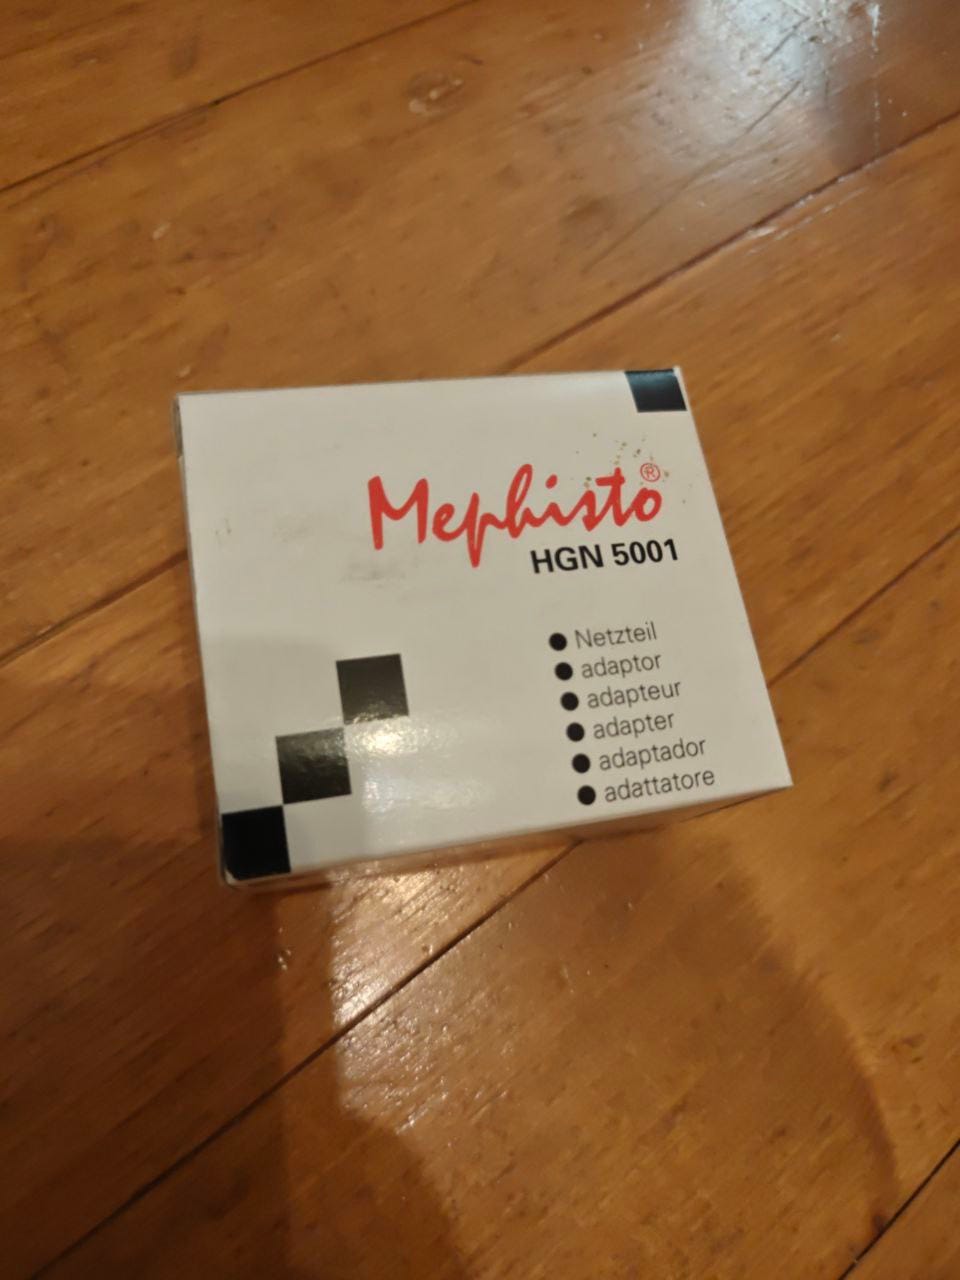 Mephisto®
HGN 5001
● Netzteil
● adaptor
● adapteur
● adapter
● adaptador
● adattatore